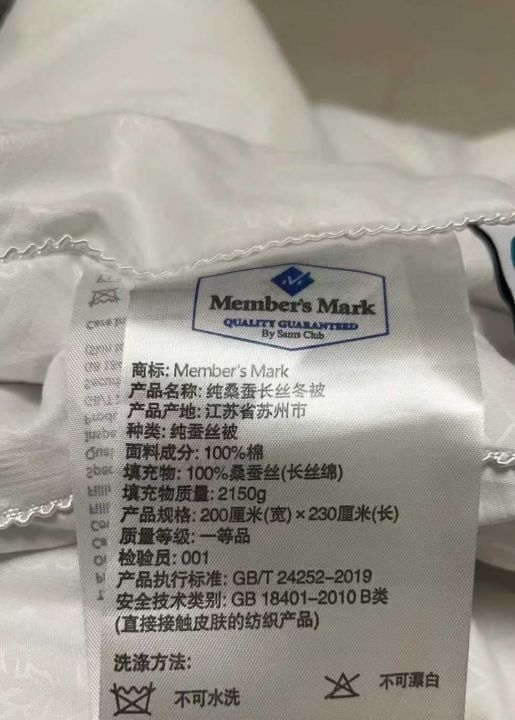 Member's Mark
QUALITY GUARANTEED
By Sam's Club
商标: Member's Mark
产品名称: 纯桑蚕长丝冬被
产品产地: 江苏省苏州市
种类: 纯蚕丝被
面料成分: 100%棉
填充物: 100%桑蚕丝(长丝绵)
填充物质量: 2150g
产品规格: 200厘米(宽)×230厘米(长)
质量等级: 一等品
检验员: 001
产品执行标准: GB/T 24252–2019
安全技术类别: GB 18401–2010 B类
(直接接触皮肤的纺织产品)
洗涤方法:
不可水洗 不可漂白